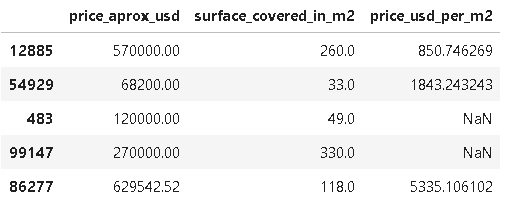 price_aprox_usd surface_covered_in_m2 price_usd_per_m2
12885 570000.00 260.0 850.746269
54929 68200.00 33.0 1843.243243
483 120000.00 49.0 NaN
99147 270000.00 330.0 NaN
86277 629542.52 118.0 5335.106102